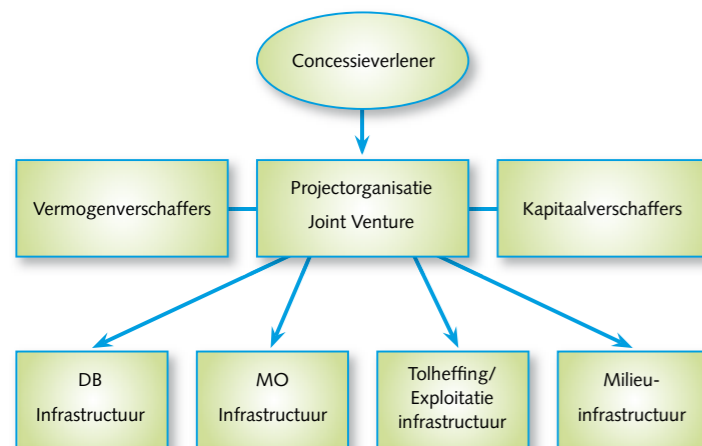 Concessieverlener
Vermogenverschaffers
Projectorganisatie
Joint Venture
Kapitaalverschaffers
DB
Infrastructuur
MO
Infrastructuur
Tolheffing/
Exploitatie
infrastructuur
Milieu-
infrastructuur